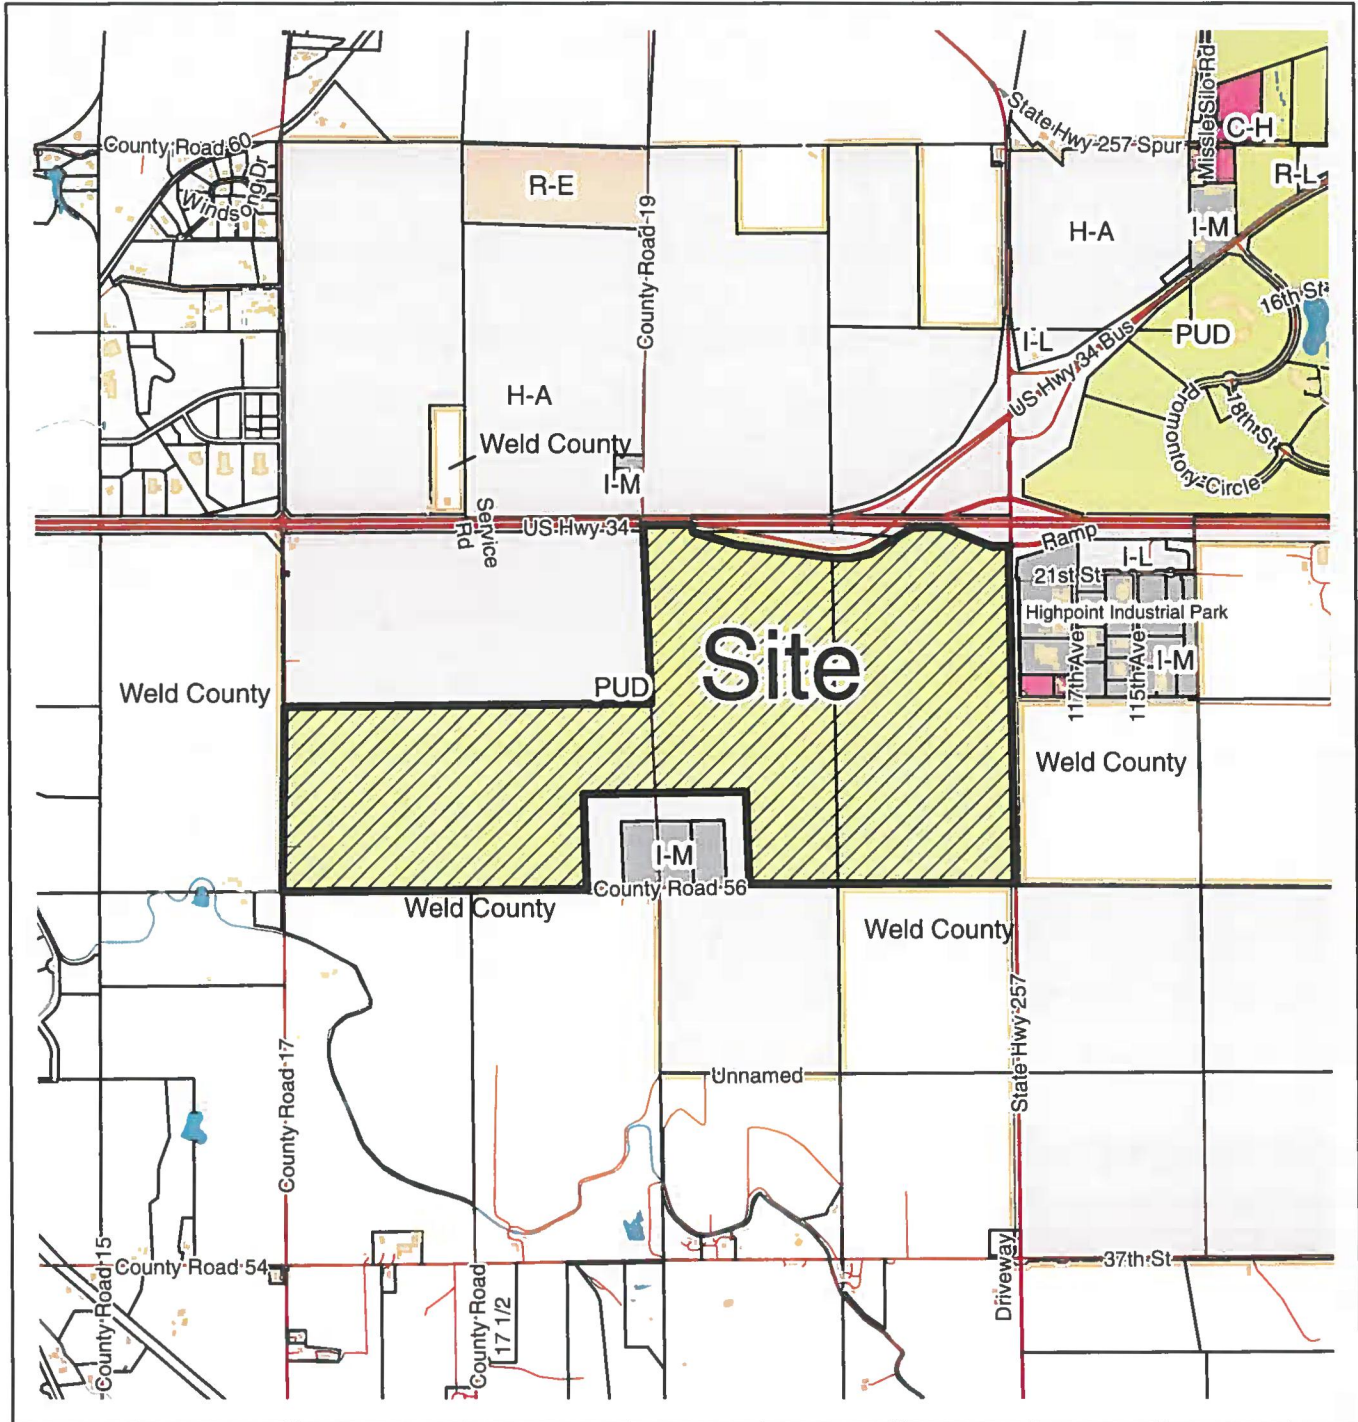 County Road 60
Windsong Dr
R-E
County Road 19
State Hwy 257 Spur
Missile Silo Rd
C-H
R-L
H-A
I-M
16th St
PUD
I-L
US Hwy 34 Bus
18th St
Promontory Circle
H-A
Weld County
I-M
Service
Rd
US Hwy 34
Ramp
I-L
21st St
Highpoint Industrial Park
117th Ave
115th Ave
I-M
Site
PUD
Weld County
Weld County
I-M
County Road 56
Weld County
Weld County
State Hwy 257
Unnamed
County Road 17
County Road 15
County Road 54
County Road
17 1/2
Driveway
37th St